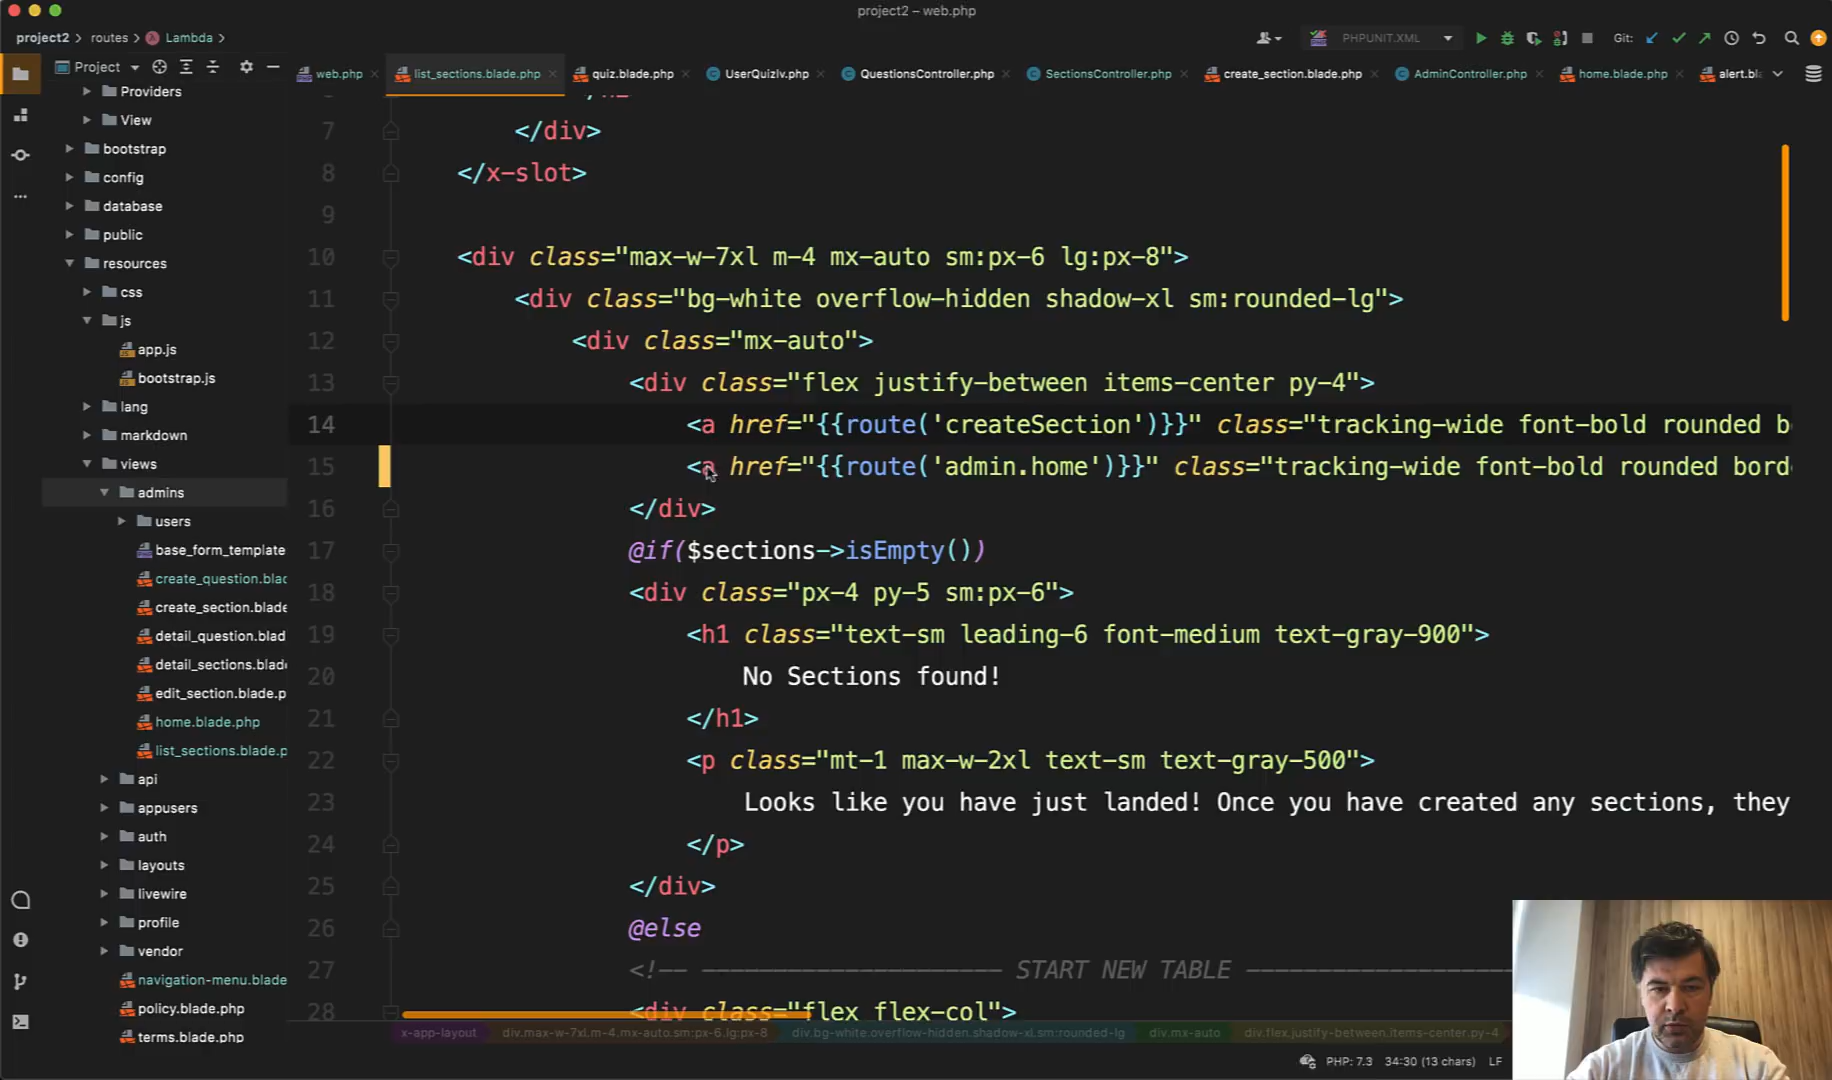 project2 – web.php
project2 > routes > Lambda >
PHPUNIT.XML
Git:
Project
web.php
list_sections.blade.php
quiz.blade.php
UserQuizlv.php
QuestionsController.php
SectionsController.php
create_section.blade.php
AdminController.php
home.blade.php
alert.bl
Providers
View
bootstrap
config
database
public
resources
css
js
app.js
bootstrap.js
lang
markdown
views
admins
users
base_form_template
create_question.blad
create_section.blade
detail_question.blad
detail_sections.blade
edit_section.blade.p
home.blade.php
list_sections.blade.p
api
appusers
auth
layouts
livewire
profile
vendor
navigation-menu.blade
policy.blade.php
terms.blade.php
7 </div>
8 </x-slot>
9
10 <div class="max-w-7xl m-4 mx-auto sm:px-6 lg:px-8">
11 <div class="bg-white overflow-hidden shadow-xl sm:rounded-lg">
12 <div class="mx-auto">
13 <div class="flex justify-between items-center py-4">
14 <a href="{{route('createSection')}}" class="tracking-wide font-bold rounded b
15 <a href="{{route('admin.home')}}" class="tracking-wide font-bold rounded bord
16 </div>
17 @if($sections->isEmpty())
18 <div class="px-4 py-5 sm:px-6">
19 <h1 class="text-sm leading-6 font-medium text-gray-900">
20 No Sections found!
21 </h1>
22 <p class="mt-1 max-w-2xl text-sm text-gray-500">
23 Looks like you have just landed! Once you have created any sections, they
24 </p>
25 </div>
26 @else
27 <!-- --------------------- START NEW TABLE -------------------
28 <div class="flex flex-col">
x-app-layout
div.max-w-7xl.m-4.mx-auto.sm:px-6.lg:px-8
div.bg-white.overflow-hidden.shadow-xl.sm:rounded-lg
div.mx-auto
div.flex.justify-between.items-center.py-4
PHP: 7.3 34:30 (13 chars) LF